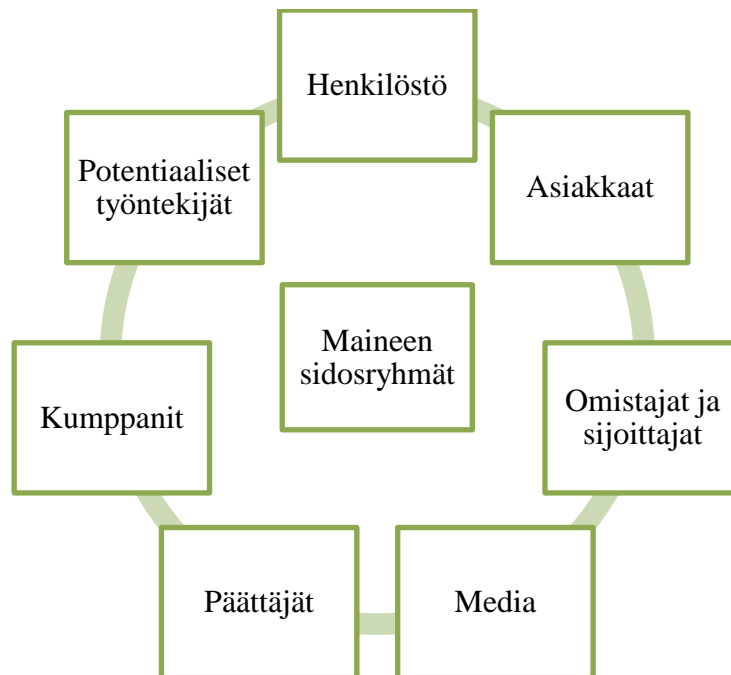 Henkilöstö
Asiakkaat
Omistajat ja
sijoittajat
Media
Päättäjät
Kumppanit
Potentiaaliset
työntekijät
Maineen
sidosryhmät